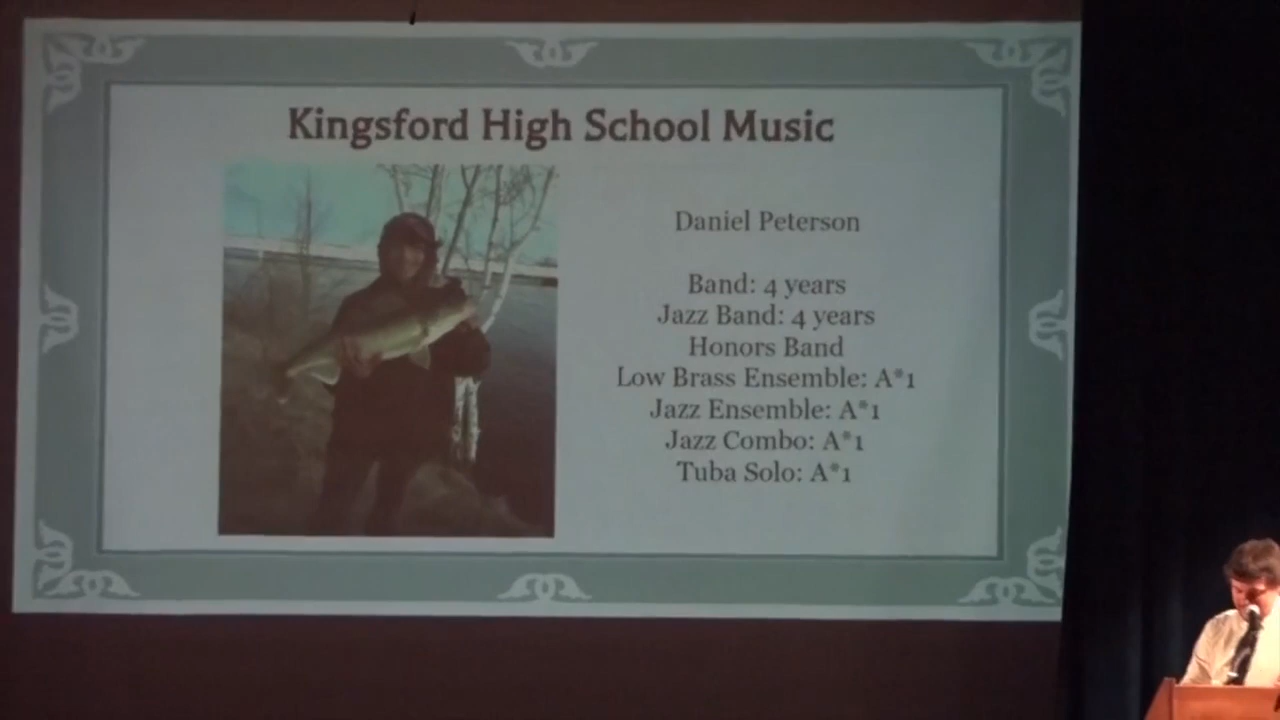 Kingsford High School Music
Daniel Peterson
Band: 4 years
Jazz Band: 4 years
Honors Band
Low Brass Ensemble: A*1
Jazz Ensemble: A*1
Jazz Combo: A*1
Tuba Solo: A*1